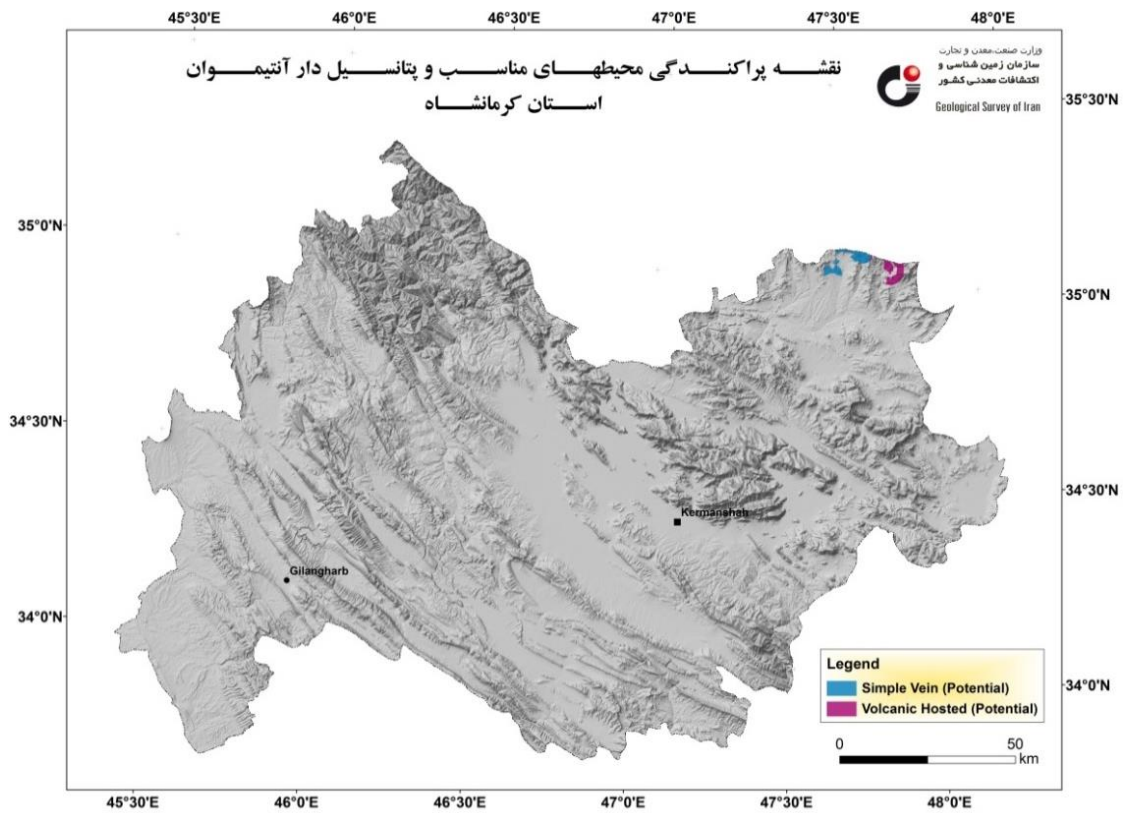 45°30'E 46°0'E 46°30'E 47°0'E 47°30'E 48°0'E
نقشه پراکندگی محیطهای مناسب و پتانسیل دار آنتیموان
استان کرمانشاه
وزارت صنعت،معدن و تجارت
سازمان زمین شناسی و
اکتشافات معدنی کشور
Geological Survey of Iran
35°30'N
35°0'N
35°0'N
34°30'N
34°30'N
Kermanshah
Gilangharb
34°0'N
34°0'N
Legend
Simple Vein (Potential)
Volcanic Hosted (Potential)
0 50
km
45°30'E 46°0'E 46°30'E 47°0'E 47°30'E 48°0'E